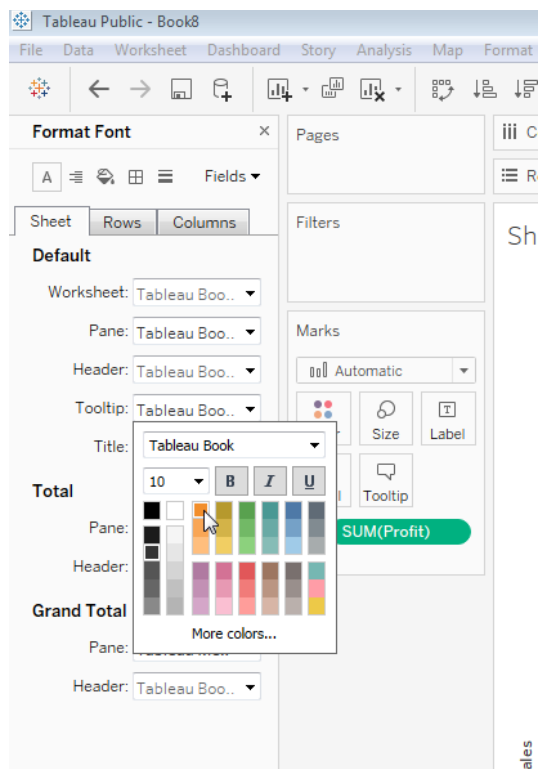 Tableau Public - Book8
File Data Worksheet Dashboard Story Analysis Map Format
Format Font ×
A Fields
Sheet Rows Columns
Default
Worksheet: Tableau Boo..
Pane: Tableau Boo..
Header: Tableau Boo..
Tooltip: Tableau Boo..
Title:
Tableau Book
10 B I U
Total
Pane:
Header:
More colors...
Grand Total
Pane:
Header: Tableau Boo..
Pages
Filters
Marks
Automatic
Size T Label
Tooltip
SUM(Profit)
iii C
R
Sh
ales